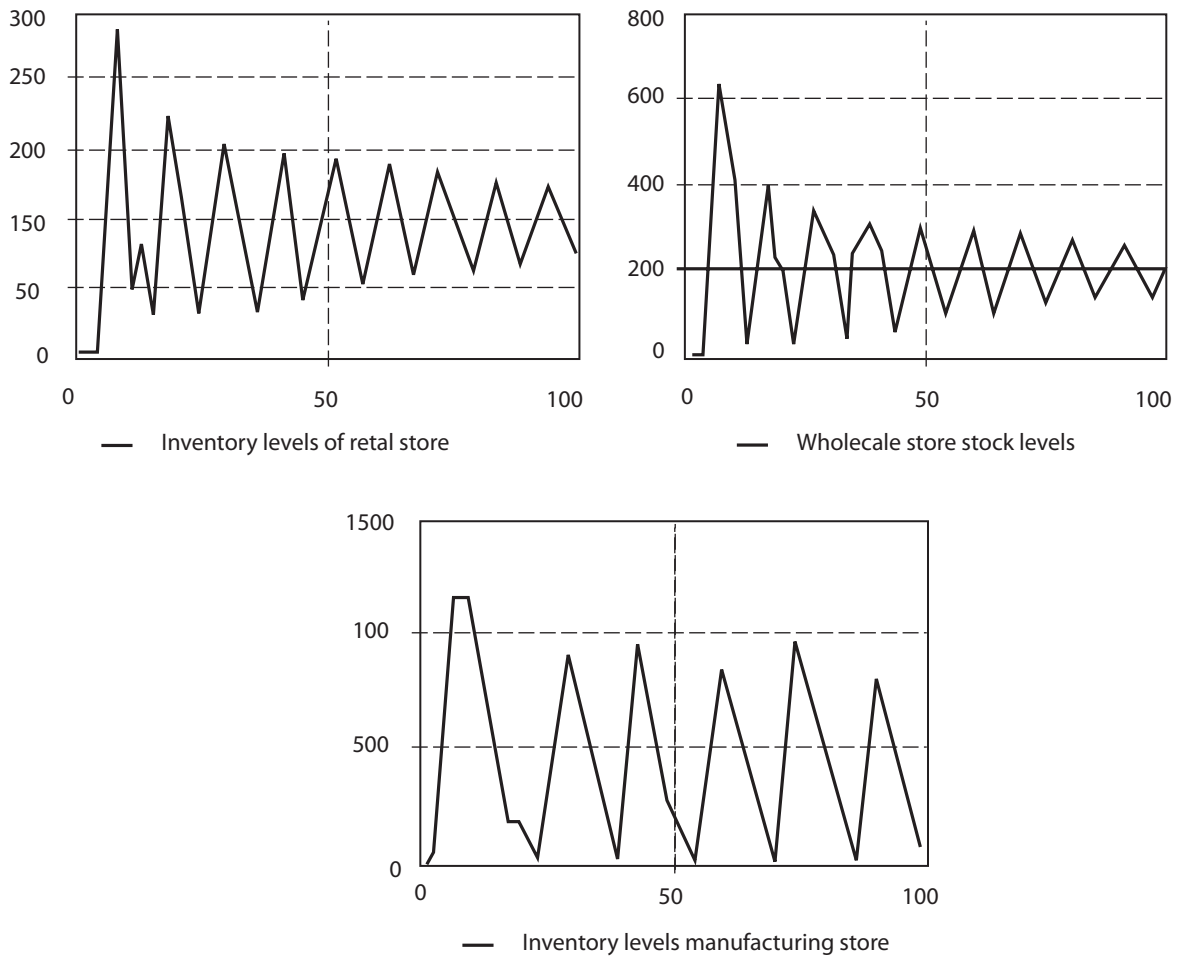 300
250
200
150
50
0
0 50 100
Inventory levels of retal store
800
600
400
200
0
0 50 100
Wholecale store stock levels
1500
100
500
0
0 50 100
Inventory levels manufacturing store